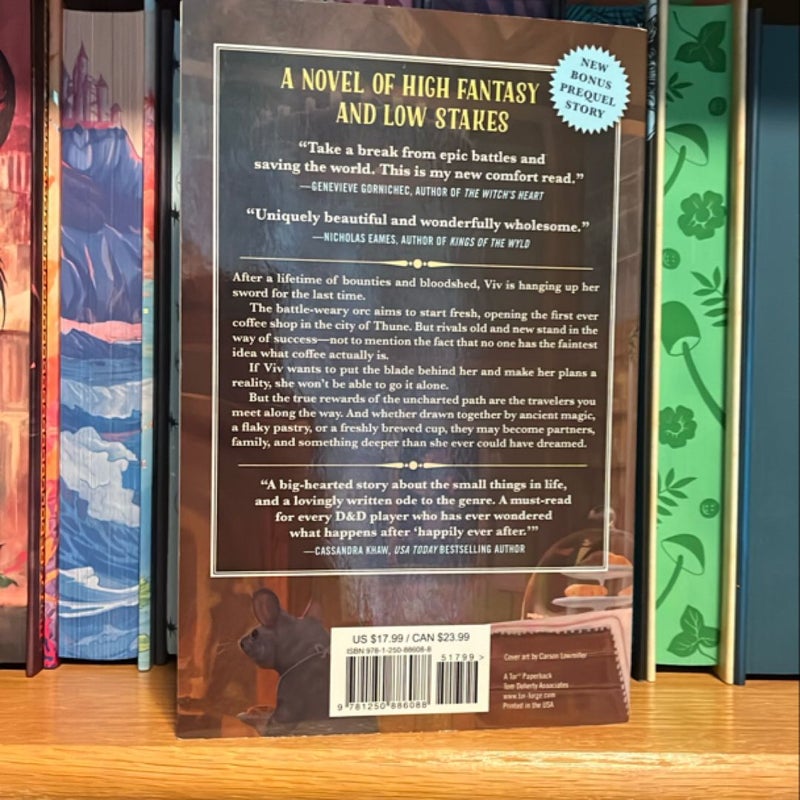 A NOVEL OF HIGH FANTASY
AND LOW STAKES
NEW
BONUS
PREQUEL
STORY
“Take a break from epic battles and
saving the world. This is my new comfort read.”
—GENEVIEVE GORNICHEC, AUTHOR OF THE WITCH'S HEART
“Uniquely beautiful and wonderfully wholesome.”
—NICHOLAS EAMES, AUTHOR OF KINGS OF THE WYLD
After a lifetime of bounties and bloodshed, Viv is hanging up her
sword for the last time.
The battle-weary orc aims to start fresh, opening the first ever
coffee shop in the city of Thune. But rivals old and new stand in the
way of success—not to mention the fact that no one has the faintest
idea what coffee actually is.
If Viv wants to put the blade behind her and make her plans a
reality, she won't be able to go it alone.
But the true rewards of the uncharted path are the travelers you
meet along the way. And whether drawn together by ancient magic,
a flaky pastry, or a freshly brewed cup, they may become partners,
family, and something deeper than she ever could have dreamed.
“A big-hearted story about the small things in life,
and a lovingly written ode to the genre. A must-read
for every D&D player who has ever wondered
what happens after ‘happily ever after.’”
—CASSANDRA KHAW, USA TODAY BESTSELLING AUTHOR
US $17.99 / CAN $23.99
ISBN 978-1-250-88608-8
51799>
9 781250 886088
Cover art by Carson Lowmiller
A Tor® Paperback
Tom Doherty Associates
www.tor-forge.com
Printed in the USA